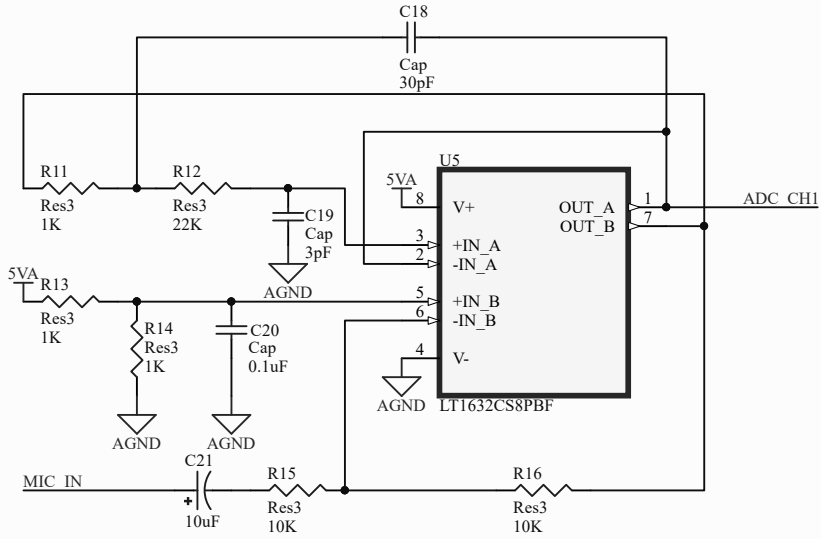 C18
Cap
30pF
R11
Res3
1K
R12
Res3
22K
C19
Cap
3pF
AGND
U5
5VA
8
V+
OUT_A
1
ADC_CH1
OUT_B
7
3
+IN_A
2
-IN_A
5
+IN_B
6
-IN_B
4
V-
AGND
LT1632CS8PBF
5VA
R13
Res3
1K
R14
Res3
1K
AGND
C20
Cap
0.1uF
AGND
MIC_IN
C21
+
10uF
R15
Res3
10K
R16
Res3
10K